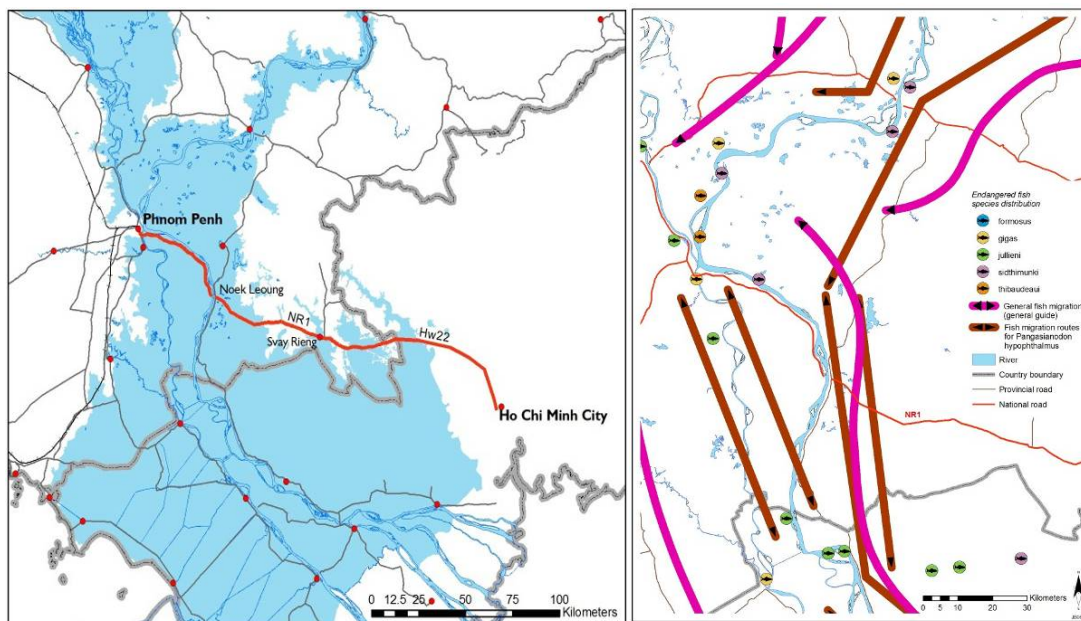 Phnom Penh
Noek Leoung
NR1
Svay Rieng
Hw22
Ho Chi Minh City
0 12.5 25 50 75 100
Kilometers
Endangered fish
species distribution
formosus
gigas
jullieni
sidthimunki
thibaudeaui
General fish migration
(general guide)
Fish migration routes
for Pangasianodon
hypophthalmus
River
Country boundary
Provincial road
National road
NR1
0 2.5 5 10 20 30
Kilometers